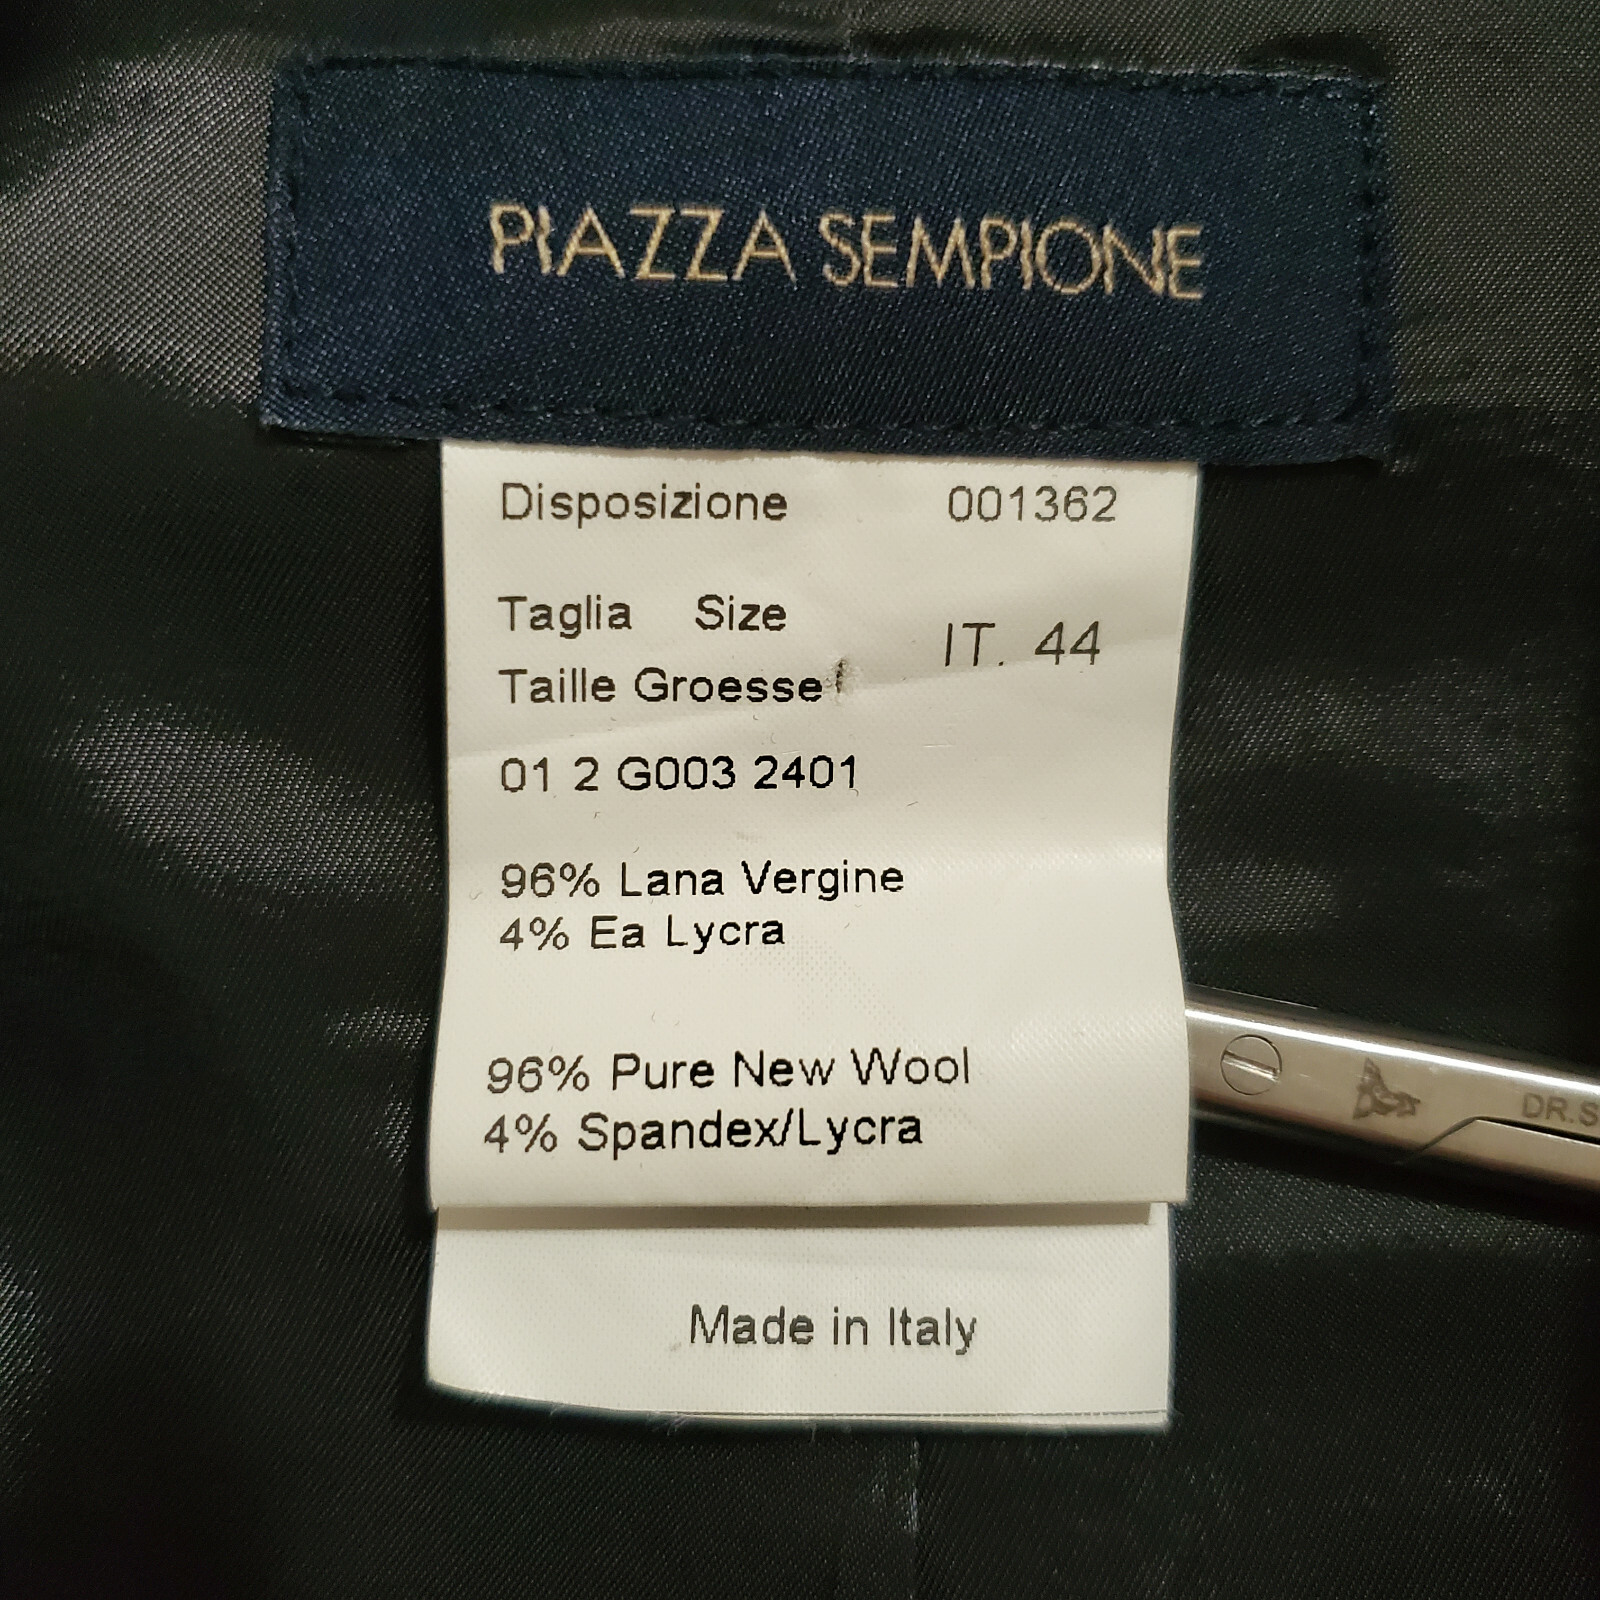 PIAZZA SEMPIONE
Disposizione 001362
Taglia Size
IT. 44
Taille Groesse
01 2 G003 2401
96% Lana Vergine
4% Ea Lycra
96% Pure New Wool
4% Spandex/Lycra
DR.S
Made in Italy